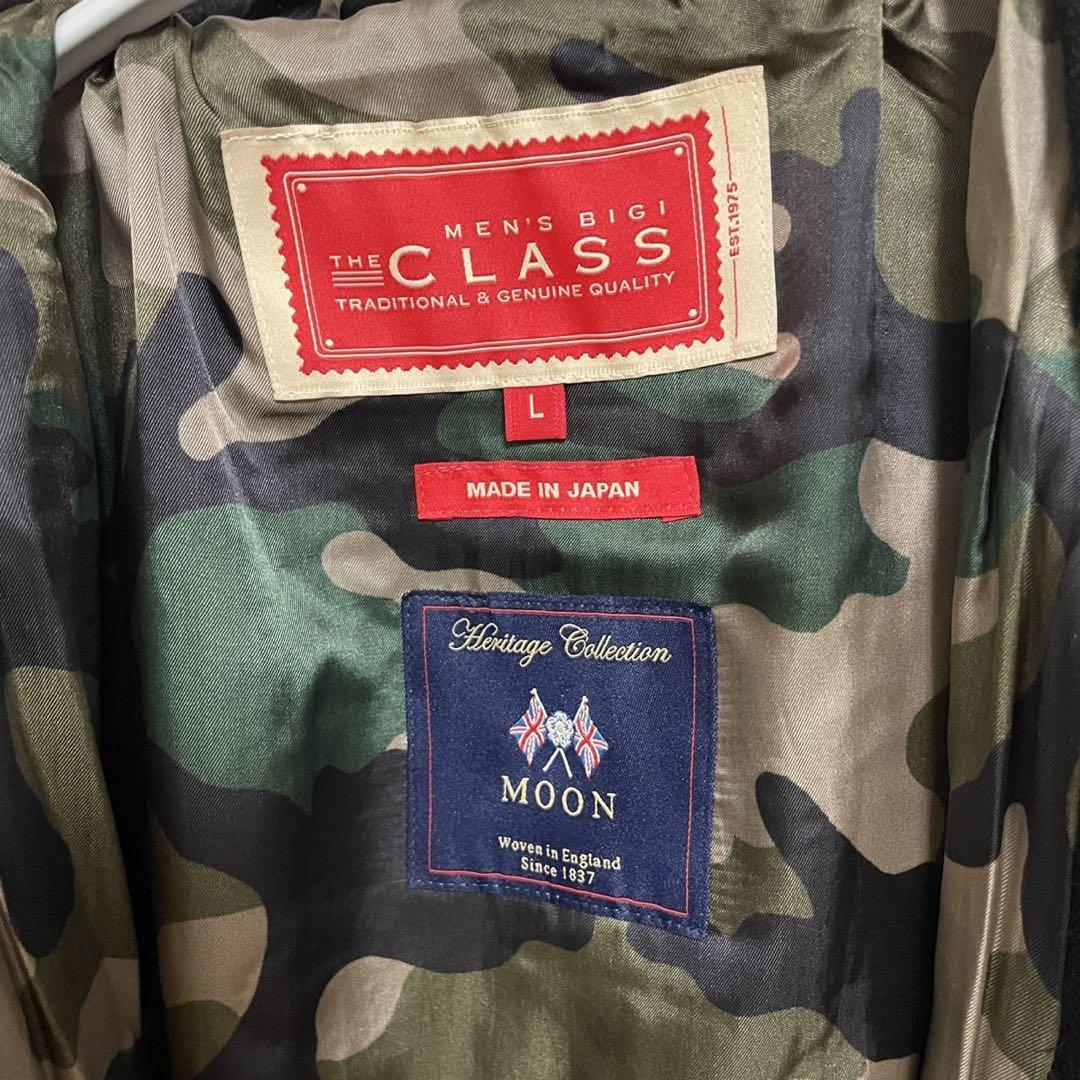 MEN'S BIGI
THE CLASS
TRADITIONAL & GENUINE QUALITY
EST.1975
L
MADE IN JAPAN
Heritage Collection
MOON
Woven in England
Since 1837